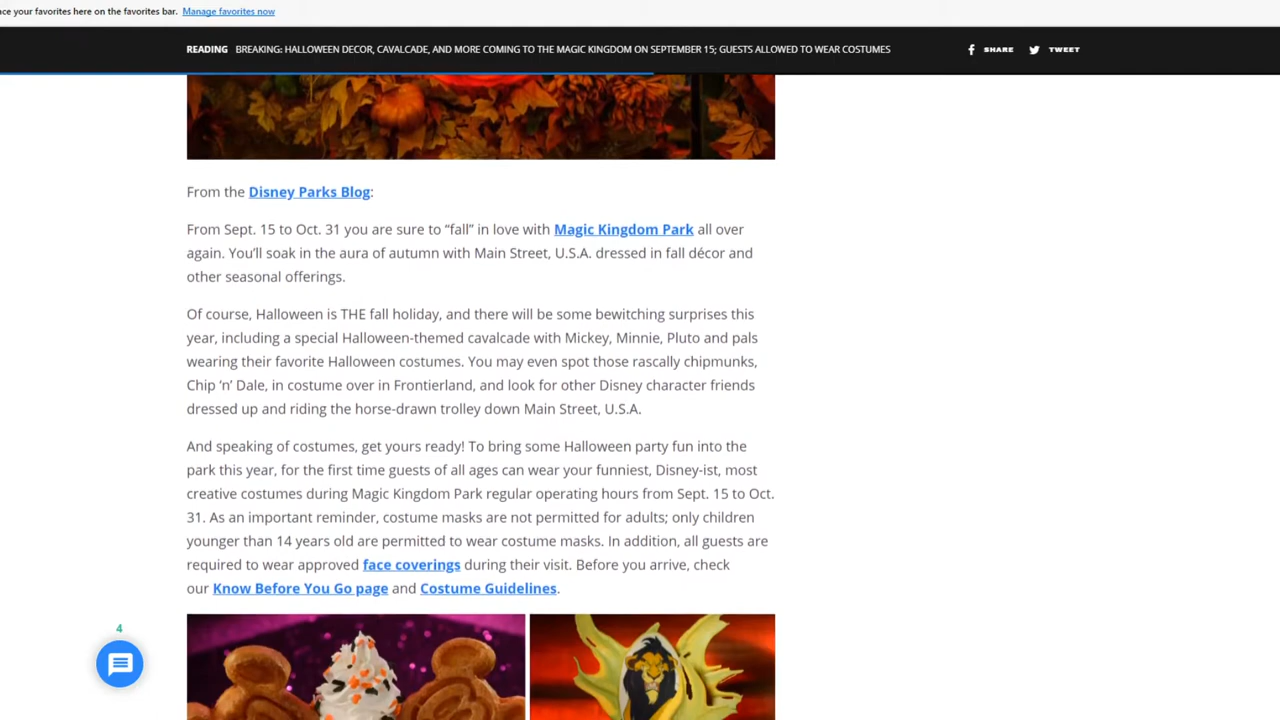 ace your favorites here on the favorites bar. Manage favorites now
READING BREAKING: HALLOWEEN DECOR, CAVALCADE, AND MORE COMING TO THE MAGIC KINGDOM ON SEPTEMBER 15; GUESTS ALLOWED TO WEAR COSTUMES SHARE TWEET
From the Disney Parks Blog:
From Sept. 15 to Oct. 31 you are sure to “fall” in love with Magic Kingdom Park all over
again. You’ll soak in the aura of autumn with Main Street, U.S.A. dressed in fall décor and
other seasonal offerings.
Of course, Halloween is THE fall holiday, and there will be some bewitching surprises this
year, including a special Halloween-themed cavalcade with Mickey, Minnie, Pluto and pals
wearing their favorite Halloween costumes. You may even spot those rascally chipmunks,
Chip ‘n’ Dale, in costume over in Frontierland, and look for other Disney character friends
dressed up and riding the horse-drawn trolley down Main Street, U.S.A.
And speaking of costumes, get yours ready! To bring some Halloween party fun into the
park this year, for the first time guests of all ages can wear your funniest, Disney-ist, most
creative costumes during Magic Kingdom Park regular operating hours from Sept. 15 to Oct.
31. As an important reminder, costume masks are not permitted for adults; only children
younger than 14 years old are permitted to wear costume masks. In addition, all guests are
required to wear approved face coverings during their visit. Before you arrive, check
our Know Before You Go page and Costume Guidelines.
4